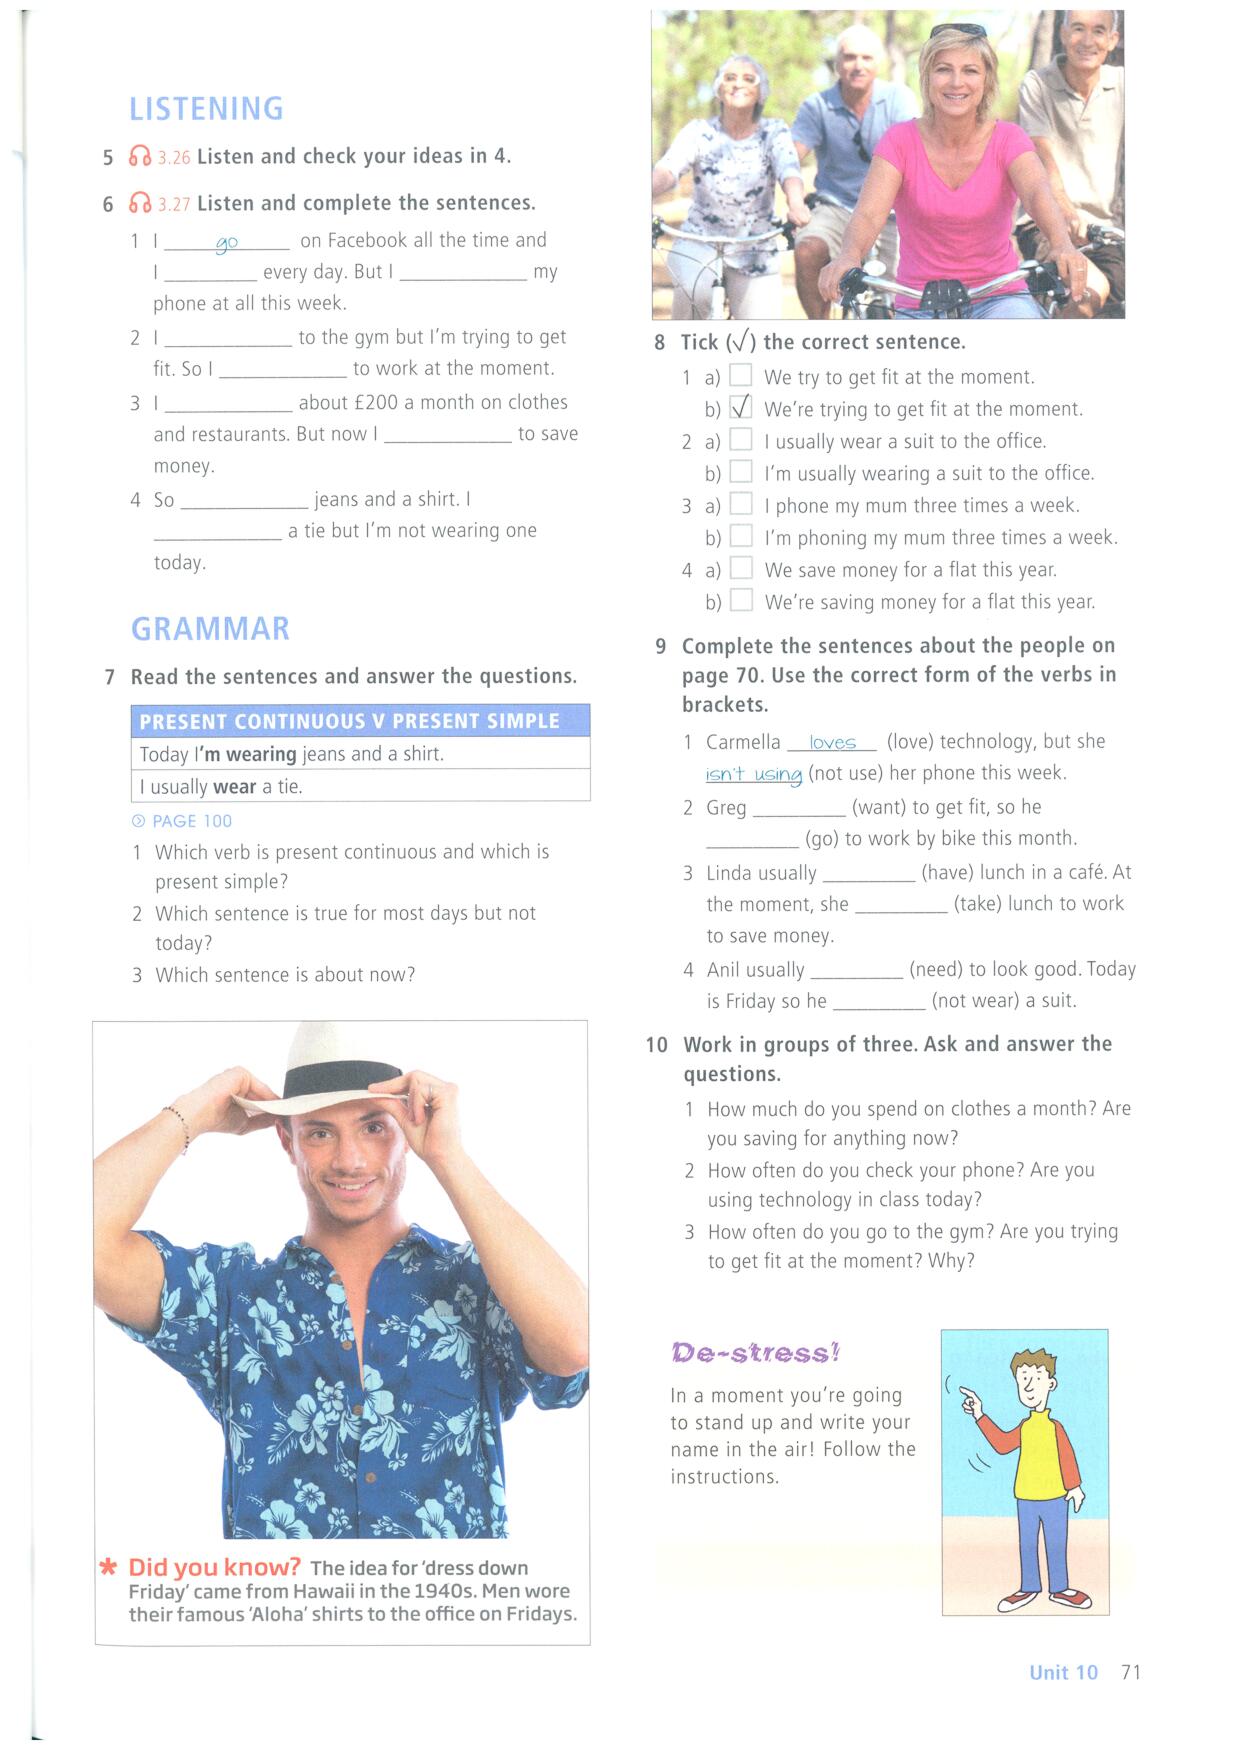 LISTENING
5 3.26 Listen and check your ideas in 4.
6 3.27 Listen and complete the sentences.
1 I go on Facebook all the time and
I ________ every day. But I ________ my
phone at all this week.
2 I ________ to the gym but I'm trying to get
fit. So I ________ to work at the moment.
3 I ________ about £200 a month on clothes
and restaurants. But now I ________ to save
money.
4 So ________ jeans and a shirt. I
________ a tie but I'm not wearing one
today.
GRAMMAR
7 Read the sentences and answer the questions.
PRESENT CONTINUOUS V PRESENT SIMPLE
Today I'm wearing jeans and a shirt.
I usually wear a tie.
PAGE 100
1 Which verb is present continuous and which is
present simple?
2 Which sentence is true for most days but not
today?
3 Which sentence is about now?
* Did you know? The idea for 'dress down
Friday' came from Hawaii in the 1940s. Men wore
their famous 'Aloha' shirts to the office on Fridays.
8 Tick (√) the correct sentence.
1 a) We try to get fit at the moment.
b) √ We're trying to get fit at the moment.
2 a) I usually wear a suit to the office.
b) I'm usually wearing a suit to the office.
3 a) I phone my mum three times a week.
b) I'm phoning my mum three times a week.
4 a) We save money for a flat this year.
b) We're saving money for a flat this year.
9 Complete the sentences about the people on
page 70. Use the correct form of the verbs in
brackets.
1 Carmella loves (love) technology, but she
isn't using (not use) her phone this week.
2 Greg ________ (want) to get fit, so he
________ (go) to work by bike this month.
3 Linda usually ________ (have) lunch in a café. At
the moment, she ________ (take) lunch to work
to save money.
4 Anil usually ________ (need) to look good. Today
is Friday so he ________ (not wear) a suit.
10 Work in groups of three. Ask and answer the
questions.
1 How much do you spend on clothes a month? Are
you saving for anything now?
2 How often do you check your phone? Are you
using technology in class today?
3 How often do you go to the gym? Are you trying
to get fit at the moment? Why?
De-stress!
In a moment you're going
to stand up and write your
name in the air! Follow the
instructions.
Unit 10 71